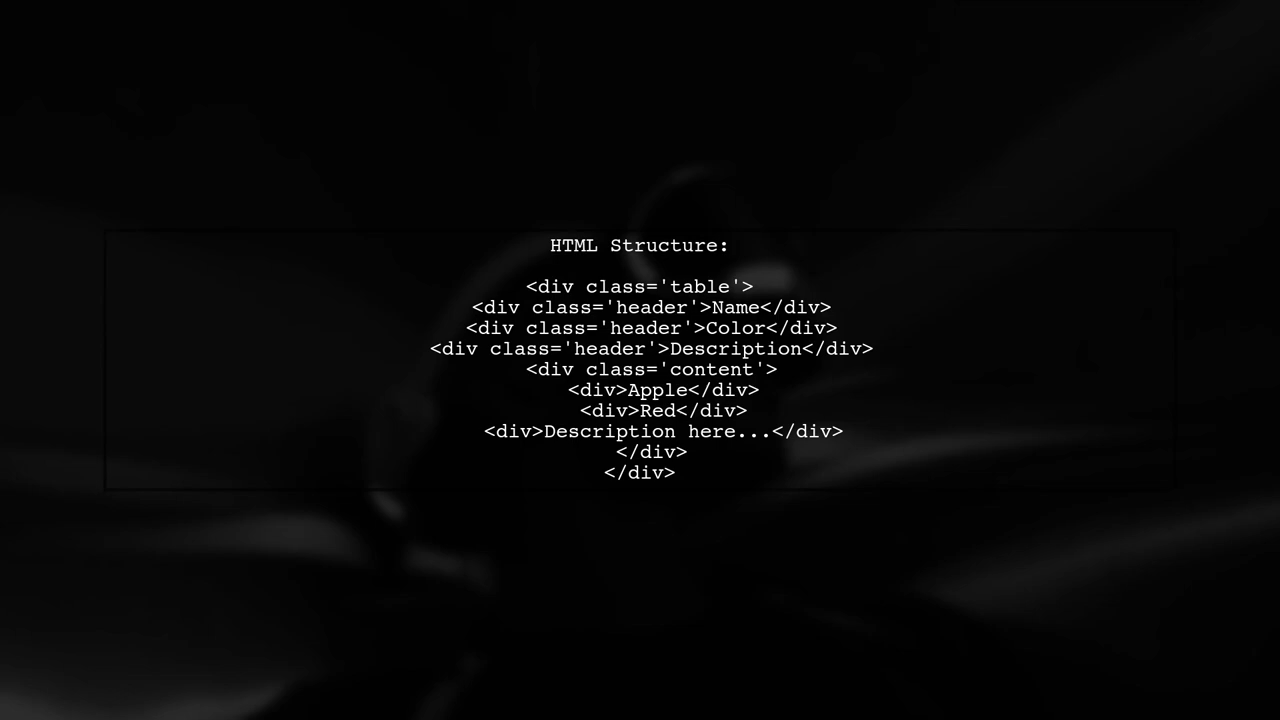 HTML Structure:
<div class='table'>
<div class='header'>Name</div>
<div class='header'>Color</div>
<div class='header'>Description</div>
<div class='content'>
<div>Apple</div>
<div>Red</div>
<div>Description here...</div>
</div>
</div>